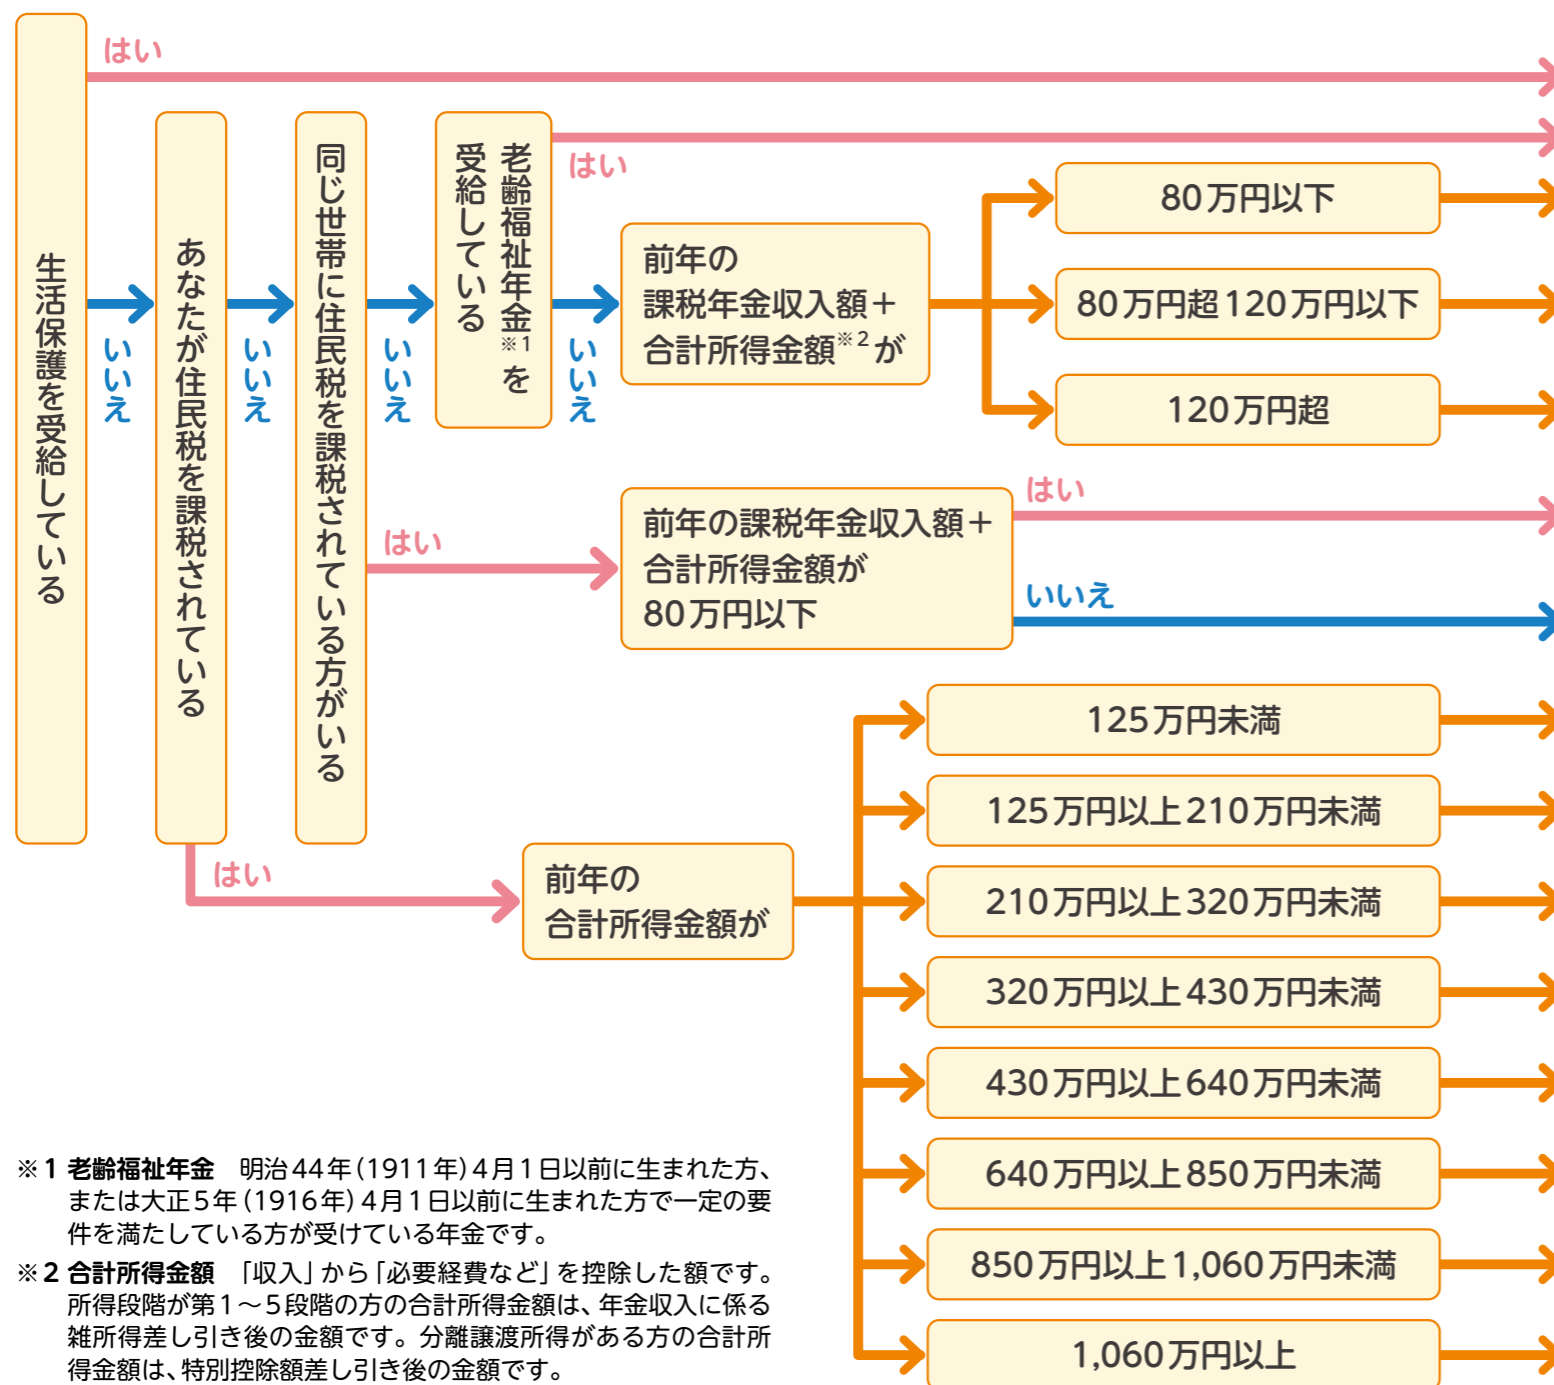 はい
生活保護を受給している
いいえ
あなたが住民税を課税されている
いいえ
同じ世帯に住民税を課税されている方がいる
いいえ
老齢福祉年金※1を
受給している
はい
いいえ
前年の
課税年金収入額＋
合計所得金額※2が
80万円以下
80万円超120万円以下
120万円超
はい
前年の課税年金収入額＋
合計所得金額が
80万円以下
はい
いいえ
はい
前年の
合計所得金額が
125万円未満
125万円以上210万円未満
210万円以上320万円未満
320万円以上430万円未満
430万円以上640万円未満
640万円以上850万円未満
850万円以上1,060万円未満
1,060万円以上
※1 老齢福祉年金　明治44年(1911年)4月1日以前に生まれた方、
または大正5年(1916年)4月1日以前に生まれた方で一定の要
件を満たしている方が受けている年金です。
※2 合計所得金額　「収入」から「必要経費など」を控除した額です。
所得段階が第1～5段階の方の合計所得金額は、年金収入に係る
雑所得差し引き後の金額です。分離譲渡所得がある方の合計所
得金額は、特別控除額差し引き後の金額です。